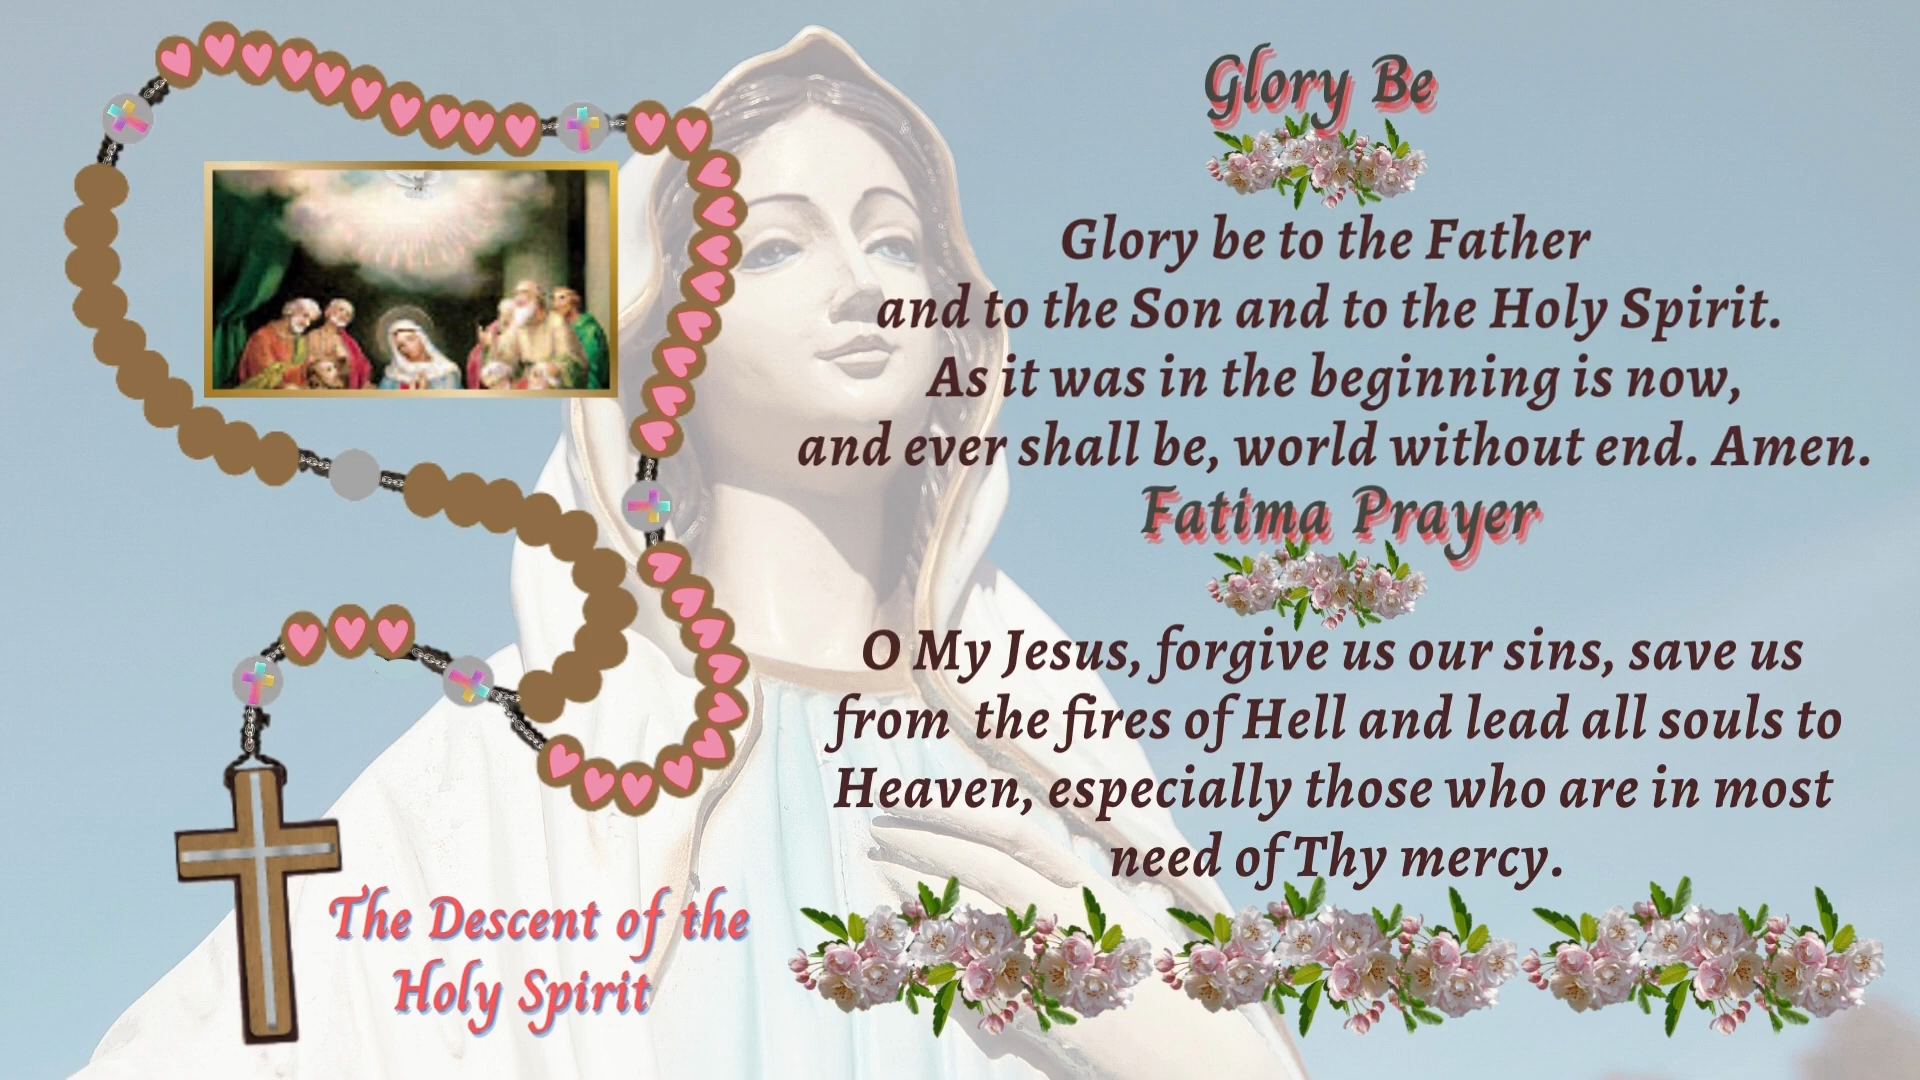 Glory Be
Glory be to the Father
and to the Son and to the Holy Spirit.
As it was in the beginning is now,
and ever shall be, world without end. Amen.
Fatima Prayer
O My Jesus, forgive us our sins, save us
from the fires of Hell and lead all souls to
Heaven, especially those who are in most
need of Thy mercy.
The Descent of the
Holy Spirit